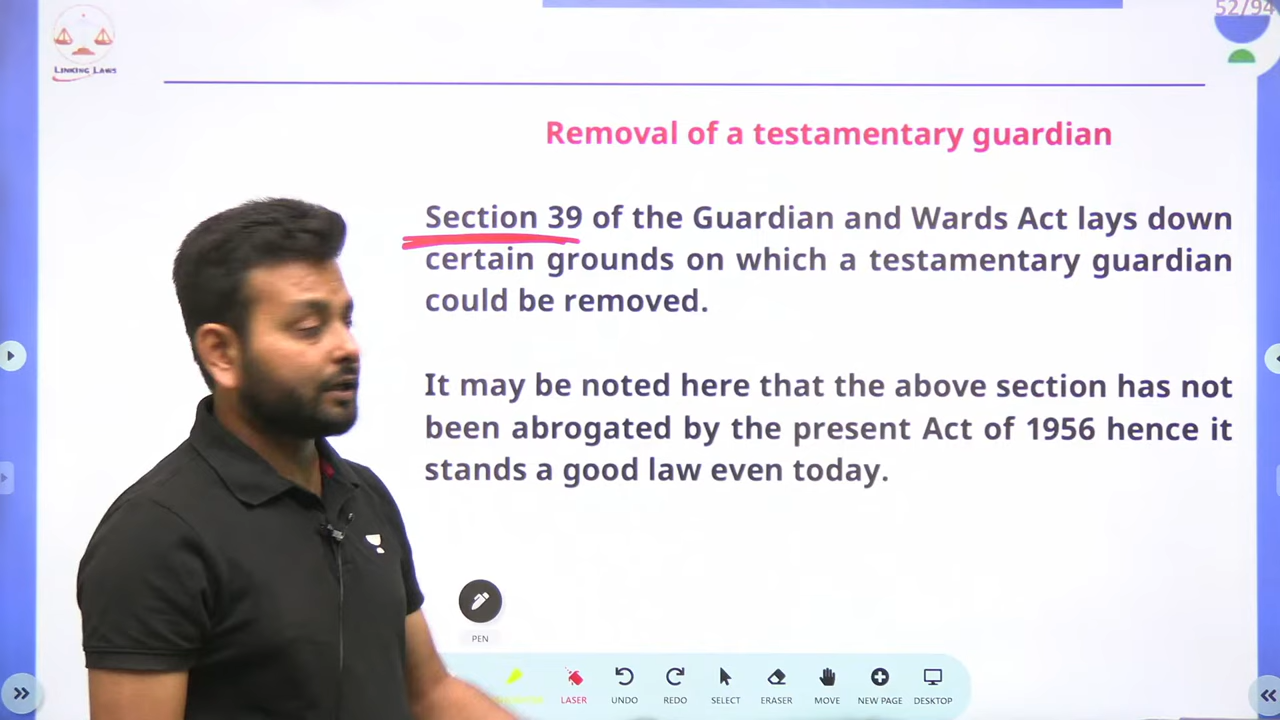 52/94
LINKING LAWS
Removal of a testamentary guardian
Section 39 of the Guardian and Wards Act lays down
certain grounds on which a testamentary guardian
could be removed.
It may be noted here that the above section has not
been abrogated by the present Act of 1956 hence it
stands a good law even today.
PEN
LASER
UNDO
REDO
SELECT
ERASER
MOVE
NEW PAGE
DESKTOP